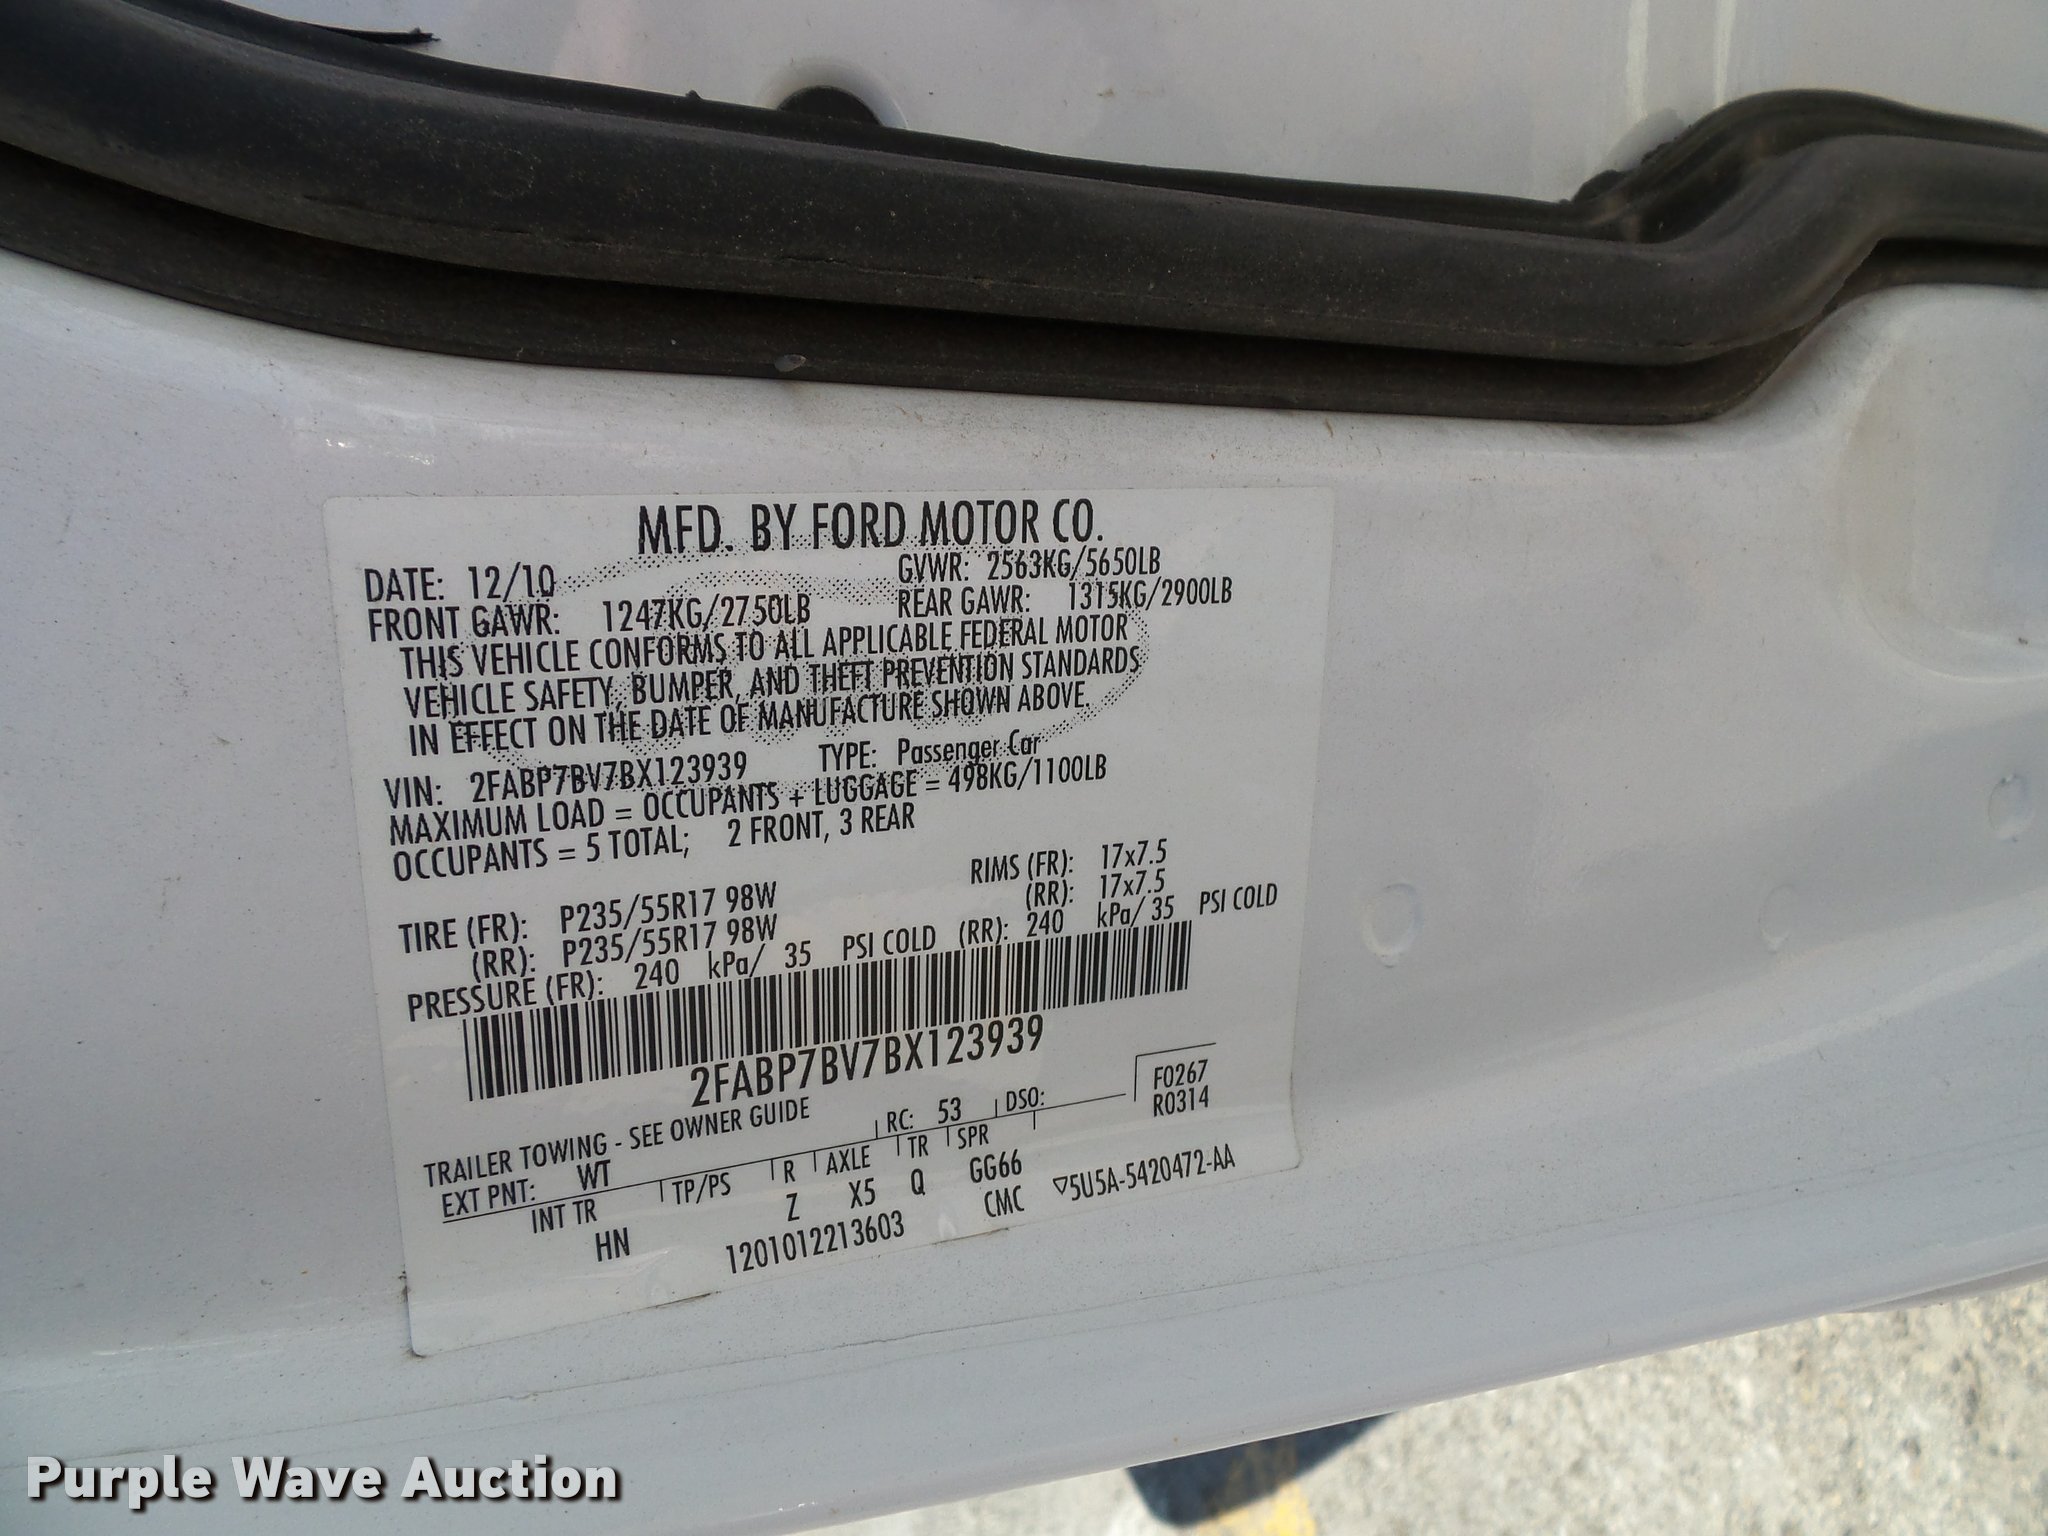 MFD. BY FORD MOTOR CO.
DATE: 12/10 GVWR: 2563KG/5650LB
FRONT GAWR: 1247KG/2750LB REAR GAWR: 1315KG/2900LB
THIS VEHICLE CONFORMS TO ALL APPLICABLE FEDERAL MOTOR
VEHICLE SAFETY, BUMPER, AND THEFT PREVENTION STANDARDS
IN EFFECT ON THE DATE OF MANUFACTURE SHOWN ABOVE.
VIN: 2FABP7BV7BX123939 TYPE: Passenger Car
MAXIMUM LOAD = OCCUPANTS + LUGGAGE = 498KG/1100LB
OCCUPANTS = 5 TOTAL; 2 FRONT, 3 REAR
RIMS (FR): 17x7.5
TIRE (FR): P235/55R17 98W (RR): 17x7.5
(RR): P235/55R17 98W
PRESSURE (FR): 240 kPa/ 35 PSI COLD (RR): 240 kPa/ 35 PSI COLD
2FABP7BV7BX123939
TRAILER TOWING - SEE OWNER GUIDE
F0267
R0314
EXT PNT: WT RC: 53 DSO:
INT TR TP/PS R AXLE TR SPR
HN Z X5 Q GG66
1201012213603 CMC ▽5U5A-5420472-AA
Purple Wave Auction